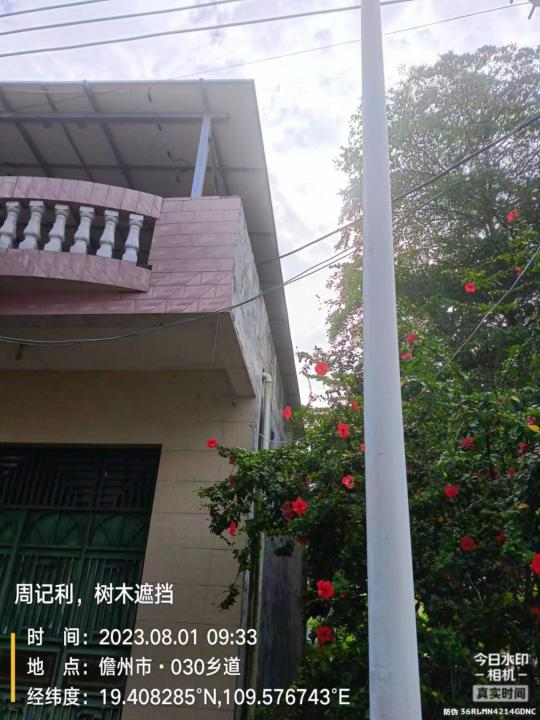 周记利，树木遮挡
时 间：2023.08.01 09:33
地 点：儋州市·030乡道
经纬度：19.408285°N,109.576743°E
今日水印
-相机-
真实时间
防伪 36RLMN4214GDNC